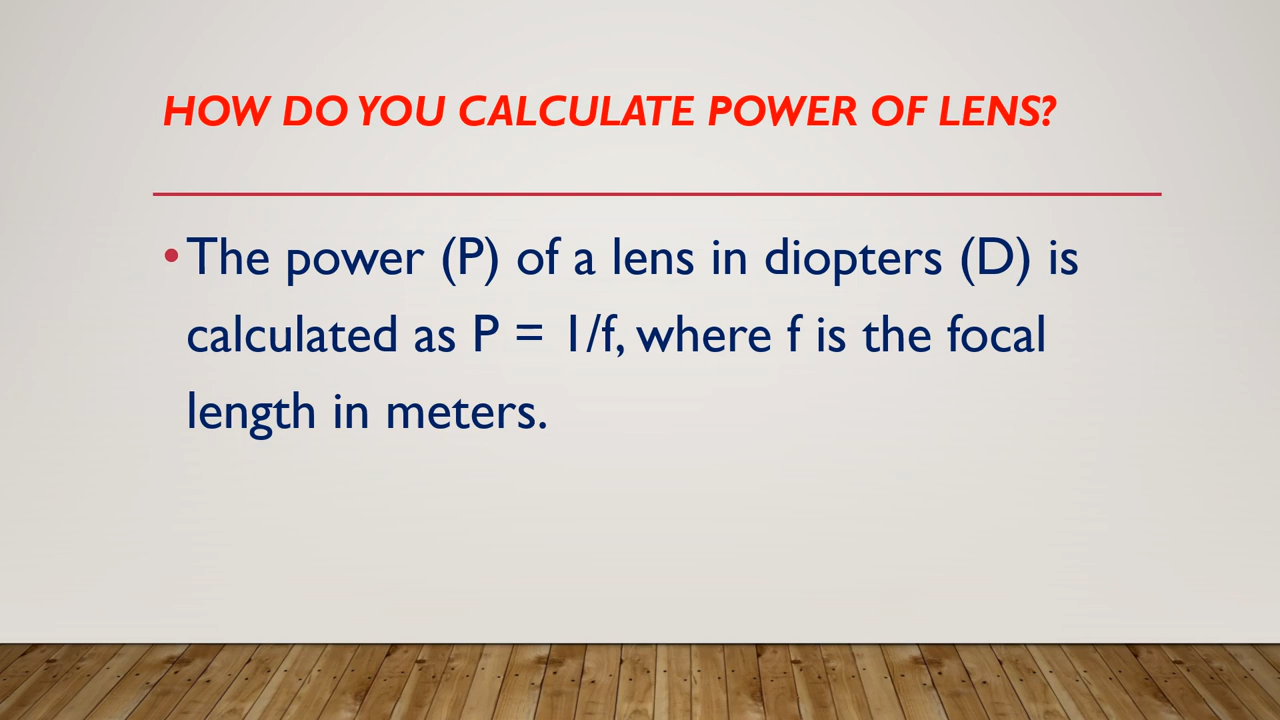 HOW DO YOU CALCULATE POWER OF LENS?
• The power (P) of a lens in diopters (D) is
calculated as P = 1/f, where f is the focal
length in meters.